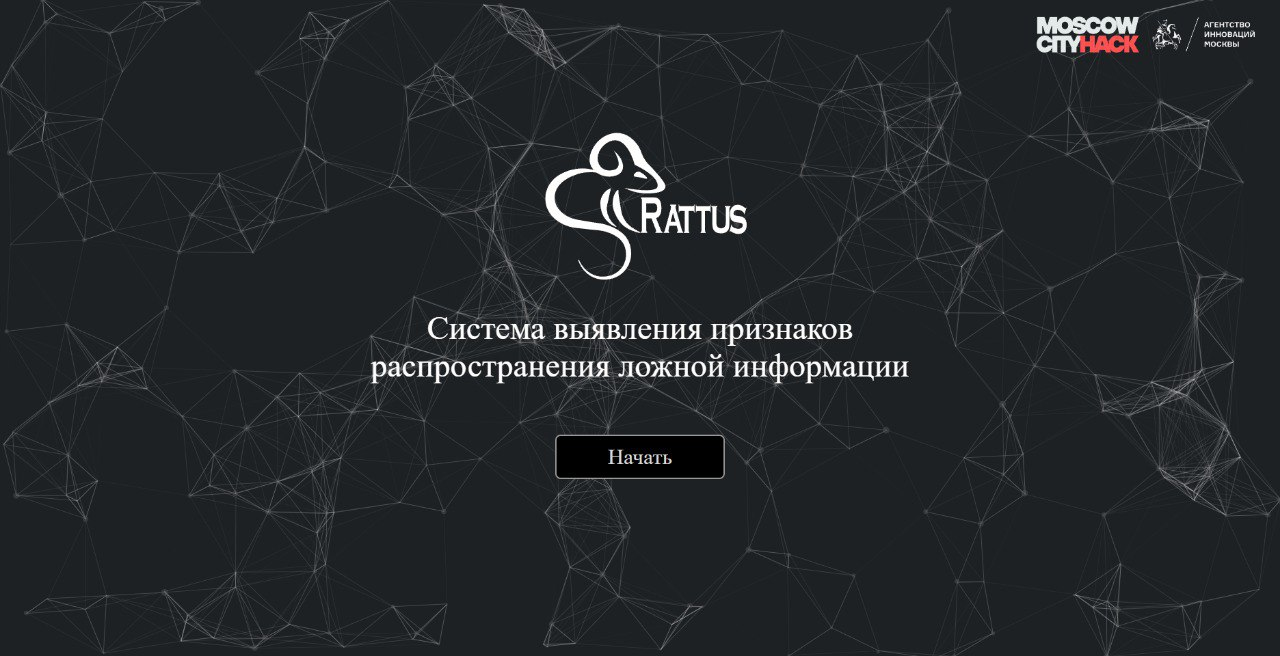 MOSCOW
CITYHACK
АГЕНТСТВО
ИННОВАЦИЙ
МОСКВЫ
RATTUS
Система выявления признаков
распространения ложной информации
Начать